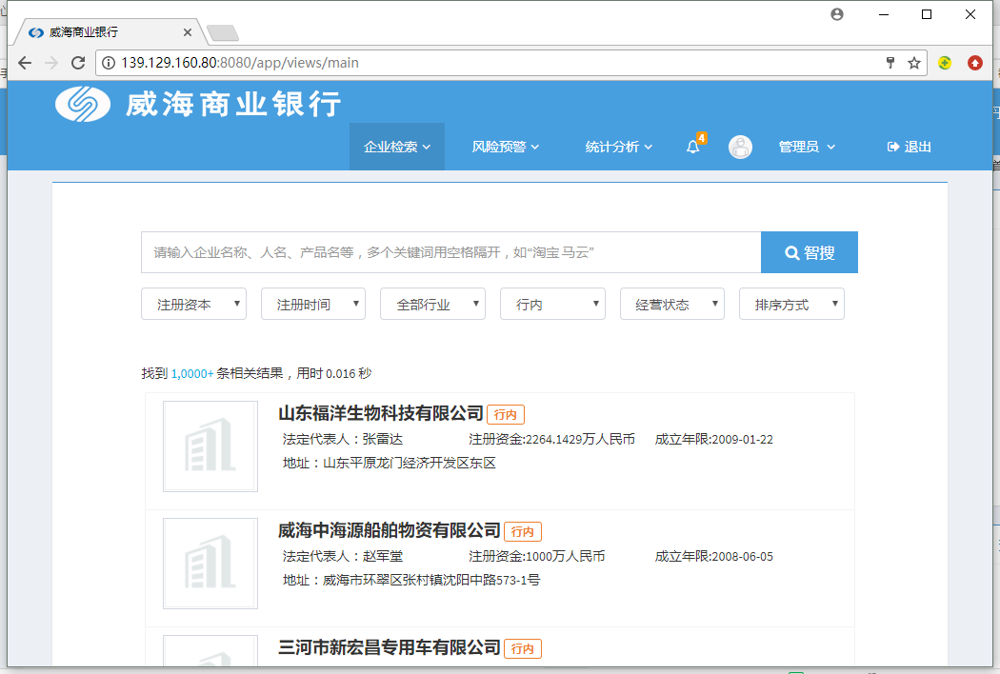 威海商业银行
139.129.160.80:8080/app/views/main
威海商业银行
企业检索 风险预警 统计分析 4 管理员 退出
请输入企业名称、人名、产品名等，多个关键词用空格隔开，如“淘宝 马云” 智搜
注册资本 注册时间 全部行业 行内 经营状态 排序方式
找到 1,0000+ 条相关结果，用时 0.016 秒
山东福洋生物科技有限公司 行内
法定代表人：张雷达 注册资金:2264.1429万人民币 成立年限:2009-01-22
地址：山东平原龙门经济开发区东区
威海中海源船舶物资有限公司 行内
法定代表人：赵军堂 注册资金:1000万人民币 成立年限:2008-06-05
地址：威海市环翠区张村镇沈阳中路573-1号
三河市新宏昌专用车有限公司 行内